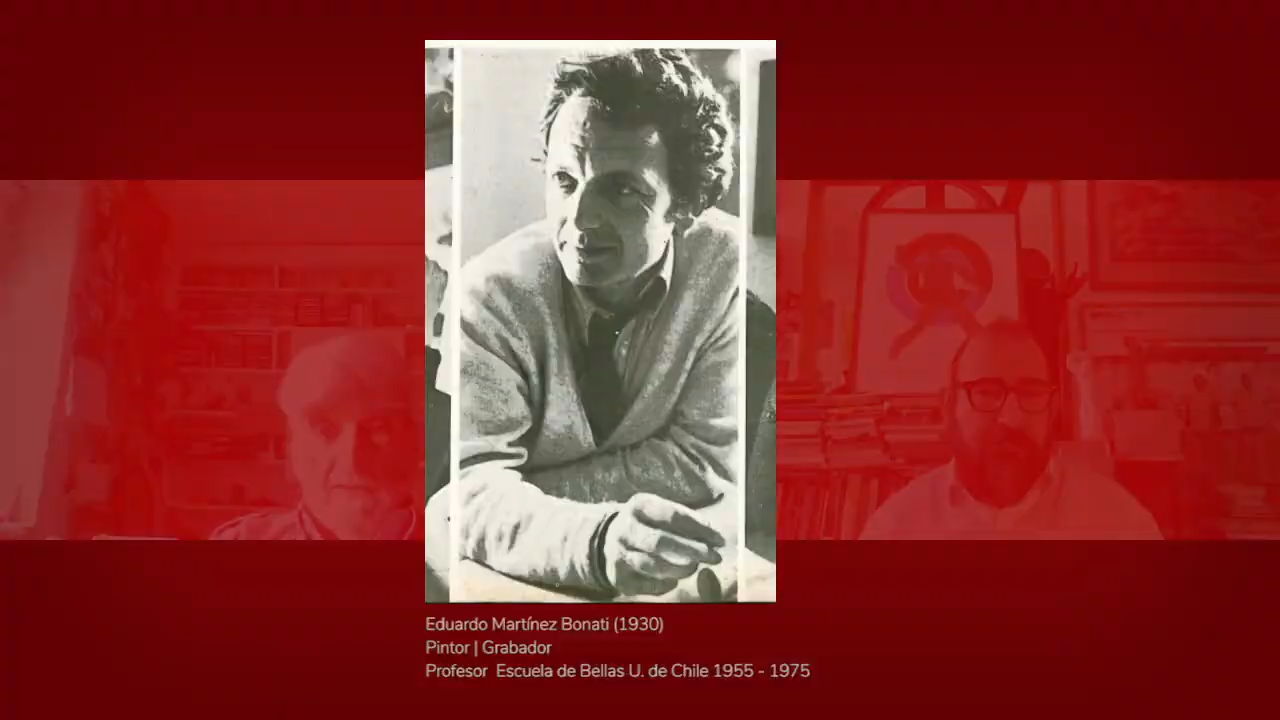 Eduardo Martínez Bonati (1930)
Pintor | Grabador
Profesor Escuela de Bellas U. de Chile 1955 - 1975